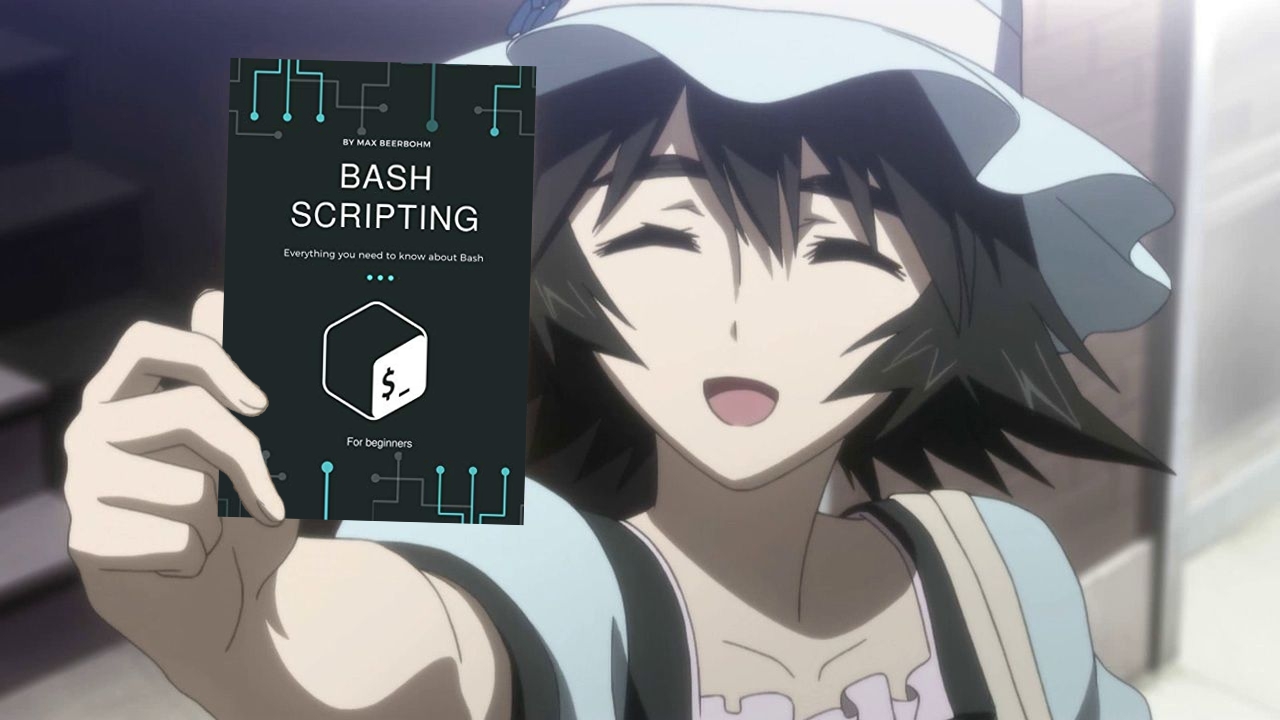 BY MAX BEERBOHM
BASH
SCRIPTING
Everything you need to know about Bash
$_
For beginners